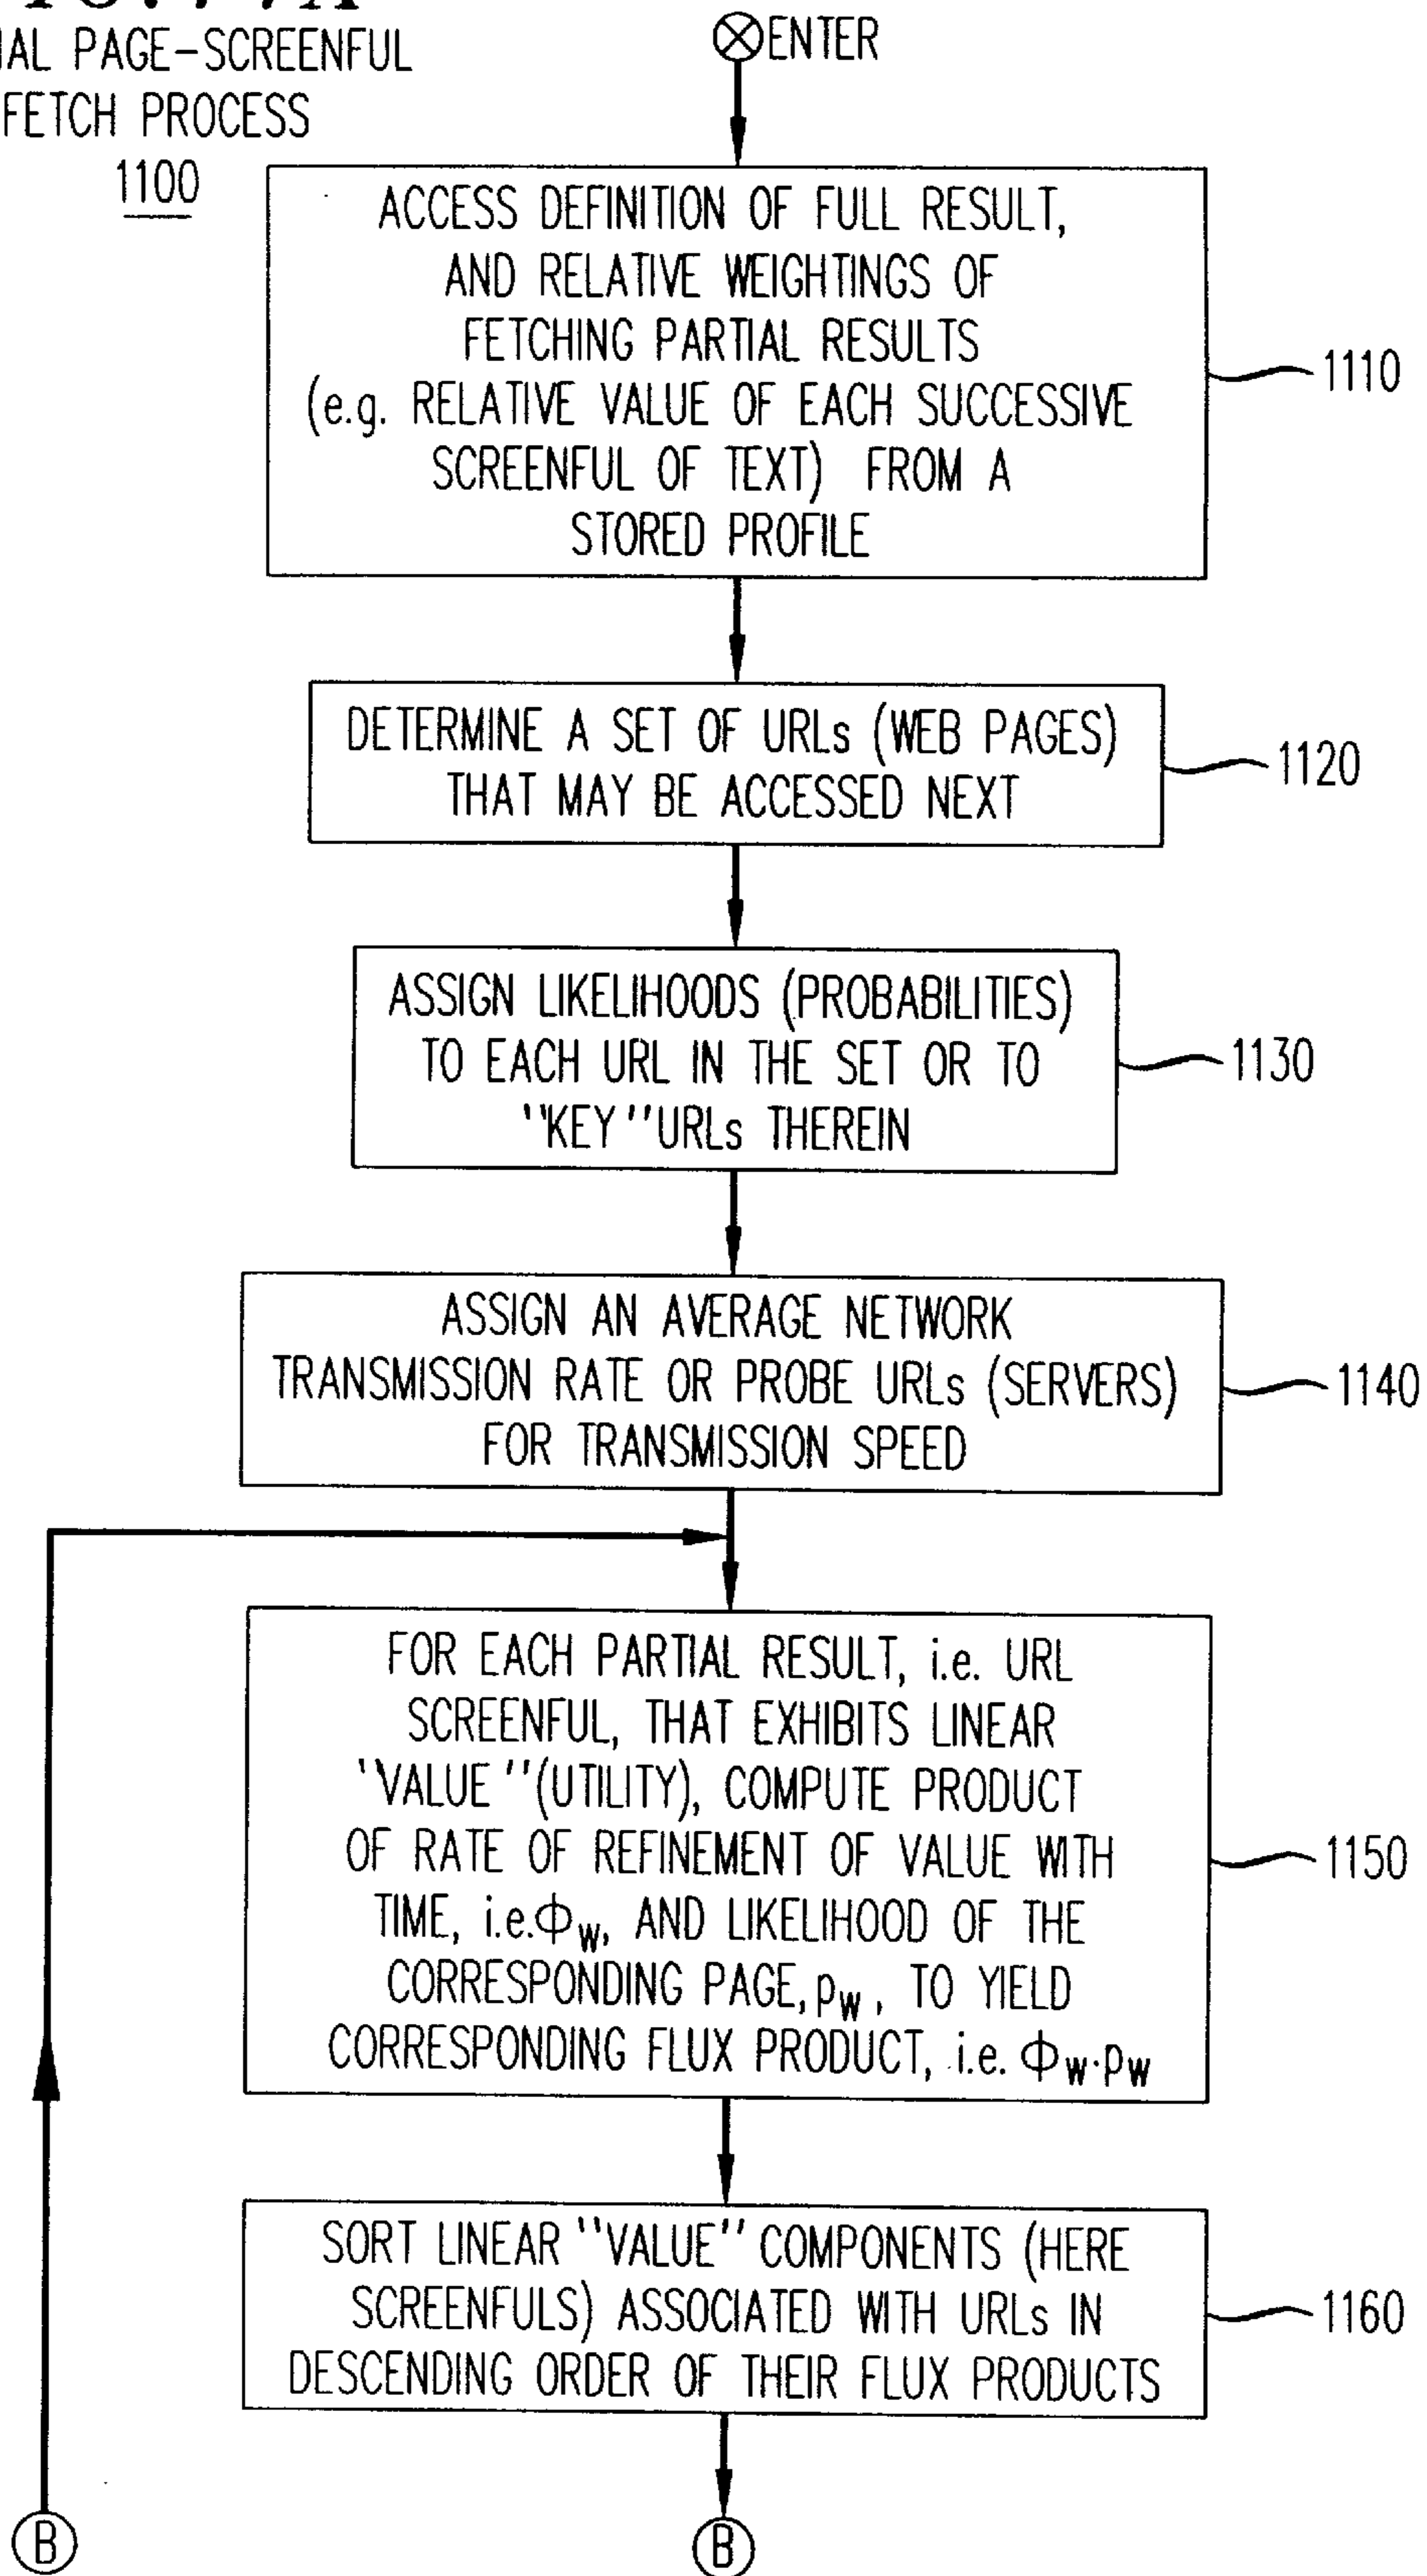 IAL PAGE-SCREENFUL
FETCH PROCESS
1100
ENTER
ACCESS DEFINITION OF FULL RESULT,
AND RELATIVE WEIGHTINGS OF
FETCHING PARTIAL RESULTS
(e.g. RELATIVE VALUE OF EACH SUCCESSIVE
SCREENFUL OF TEXT) FROM A
STORED PROFILE
1110
DETERMINE A SET OF URLs (WEB PAGES)
THAT MAY BE ACCESSED NEXT
1120
ASSIGN LIKELIHOODS (PROBABILITIES)
TO EACH URL IN THE SET OR TO
"KEY" URLs THEREIN
1130
ASSIGN AN AVERAGE NETWORK
TRANSMISSION RATE OR PROBE URLs (SERVERS)
FOR TRANSMISSION SPEED
1140
FOR EACH PARTIAL RESULT, i.e. URL
SCREENFUL, THAT EXHIBITS LINEAR
"VALUE" (UTILITY), COMPUTE PRODUCT
OF RATE OF REFINEMENT OF VALUE WITH
TIME, i.e. Φw, AND LIKELIHOOD OF THE
CORRESPONDING PAGE, pw, TO YIELD
CORRESPONDING FLUX PRODUCT, i.e. Φw·pw
1150
SORT LINEAR "VALUE" COMPONENTS (HERE
SCREENFULS) ASSOCIATED WITH URLs IN
DESCENDING ORDER OF THEIR FLUX PRODUCTS
1160
B
B